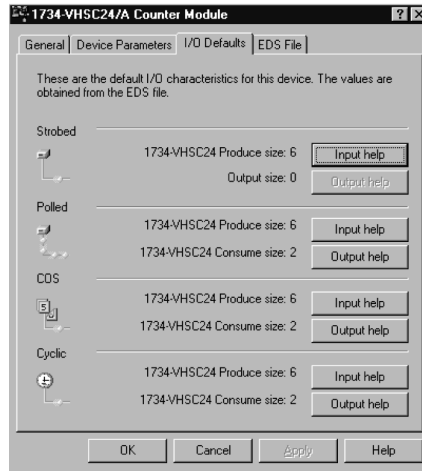 1734-VHSC24/A Counter Module
General
Device Parameters
I/O Defaults
EDS File
These are the default I/O characteristics for this device. The values are
obtained from the EDS file.
Strobed
1734-VHSC24 Produce size: 6
Input help
Output size: 0
Output help
Polled
1734-VHSC24 Produce size: 6
Input help
1734-VHSC24 Consume size: 2
Output help
COS
5
1734-VHSC24 Produce size: 6
Input help
1734-VHSC24 Consume size: 2
Output help
Cyclic
1734-VHSC24 Produce size: 6
Input help
1734-VHSC24 Consume size: 2
Output help
OK
Cancel
Apply
Help